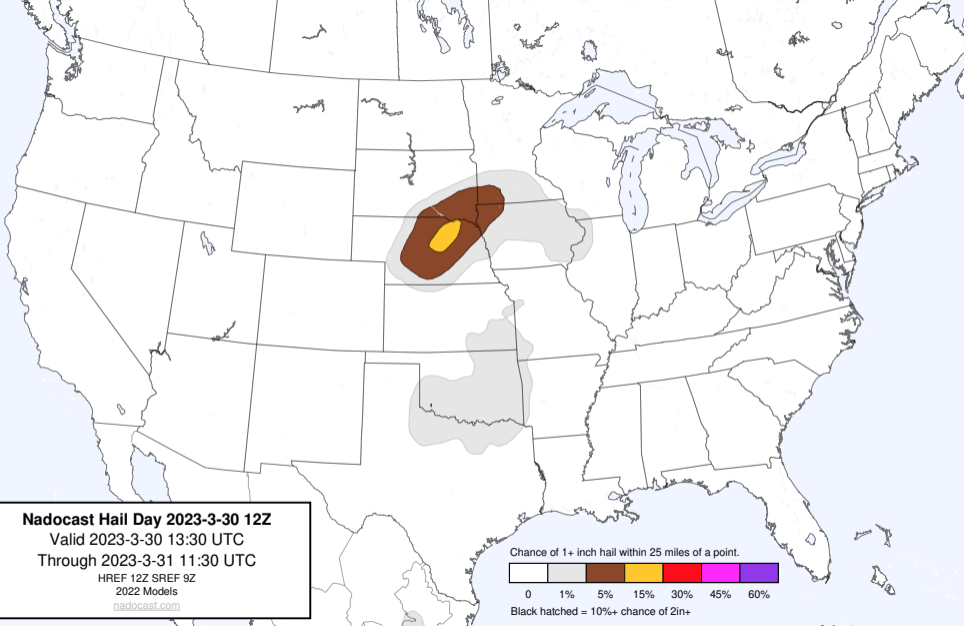 Nadocast Hail Day 2023-3-30 12Z
Valid 2023-3-30 13:30 UTC
Through 2023-3-31 11:30 UTC
HREF 12Z SREF 9Z
2022 Models
nadocast.com
Chance of 1+ inch hail within 25 miles of a point.
0 1% 5% 15% 30% 45% 60%
Black hatched = 10%+ chance of 2in+